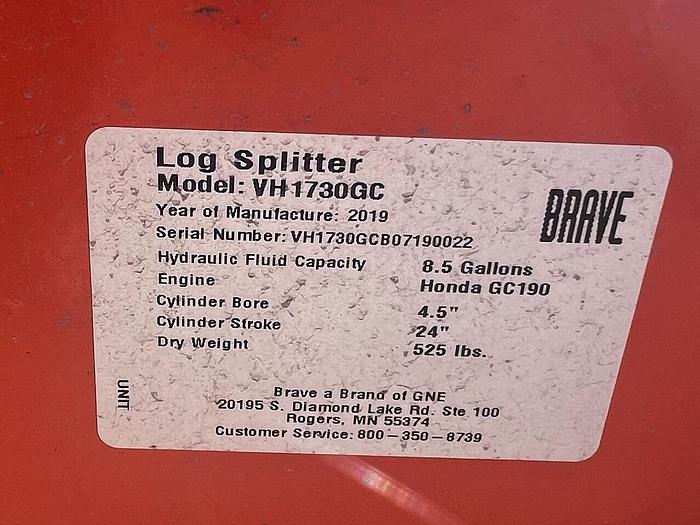 Log Splitter
Model: VH1730GC
BRAVE
Year of Manufacture: 2019
Serial Number: VH1730GCB07190022
Hydraulic Fluid Capacity 8.5 Gallons
Engine Honda GC190
Cylinder Bore 4.5"
Cylinder Stroke 24"
Dry Weight 525 lbs.
UNIT
Brave a Brand of GNE
20195 S. Diamond Lake Rd. Ste 100
Rogers, MN 55374
Customer Service: 800-350-8739